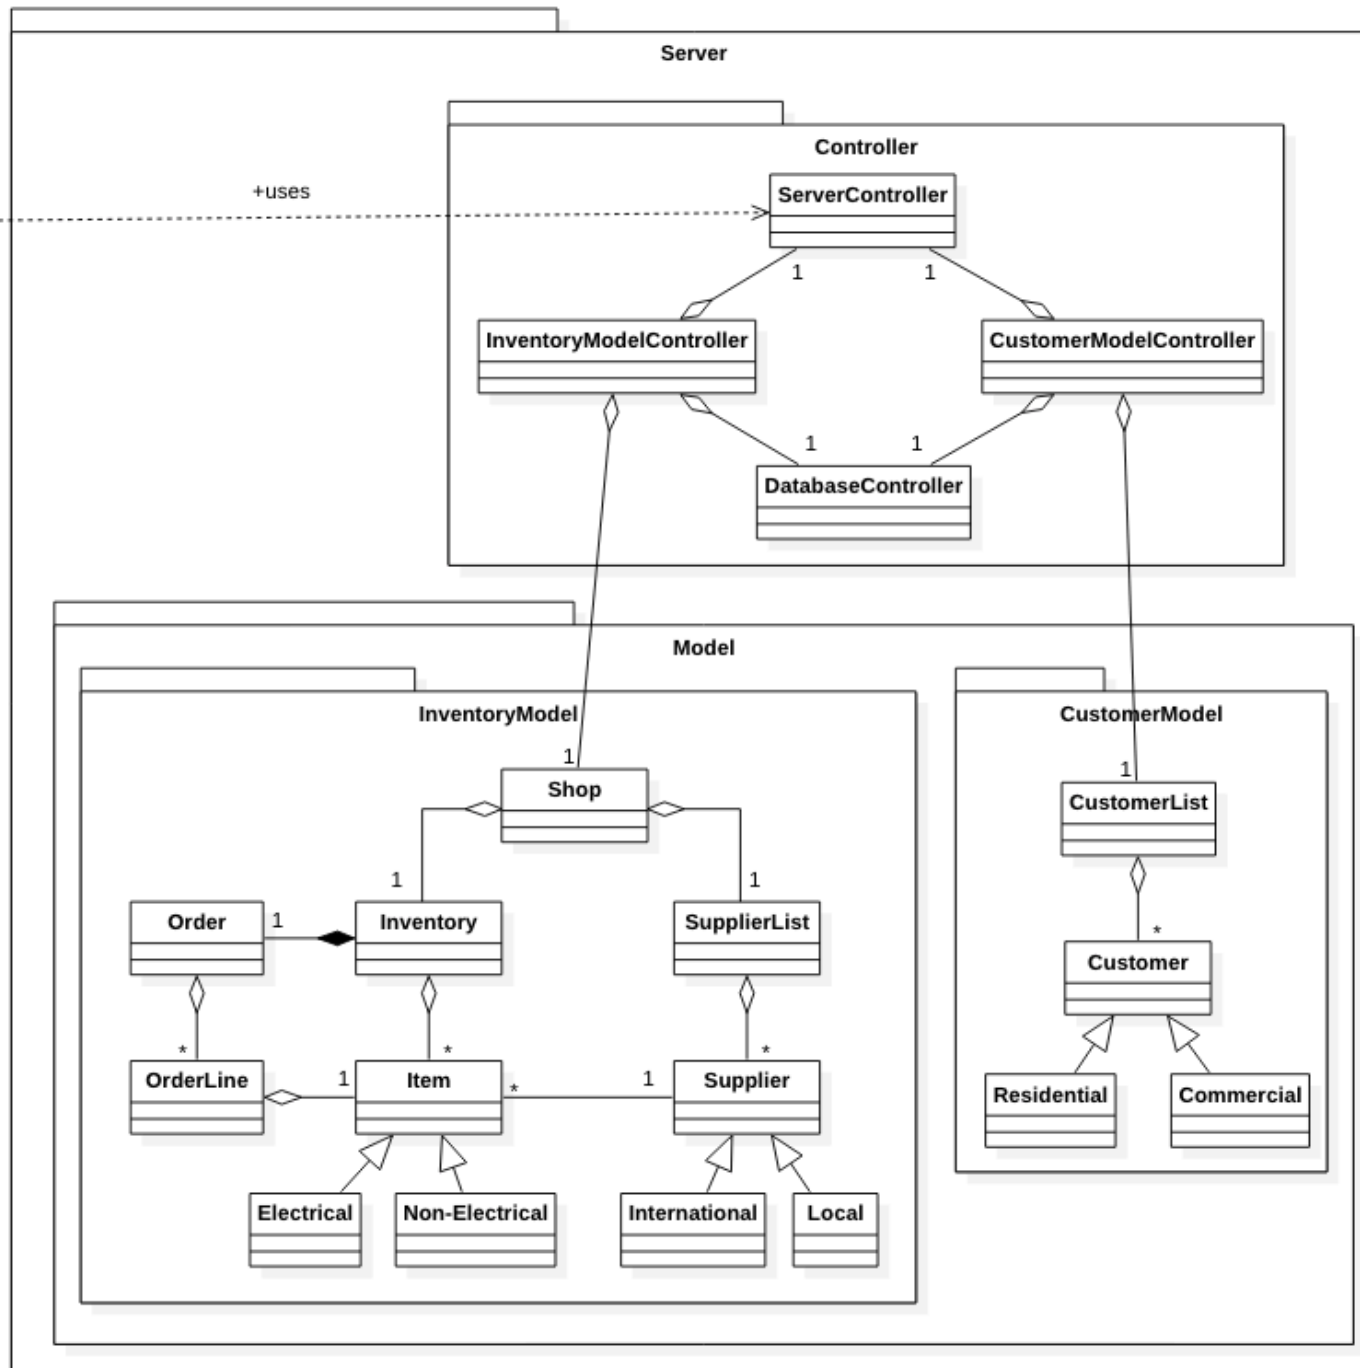 Server
Controller
+uses
ServerController
1 1
InventoryModelController CustomerModelController
1 1
DatabaseController
Model
InventoryModel CustomerModel
1 1
Shop CustomerList
1 1
Order 1 Inventory SupplierList
* Customer
* * *
OrderLine 1 Item * 1 Supplier
Residential Commercial
Electrical Non-Electrical International Local